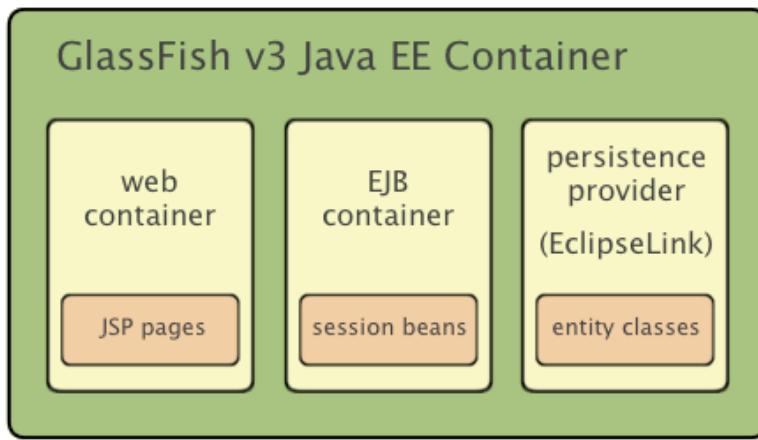 GlassFish v3 Java EE Container
web
container
JSP pages
EJB
container
session beans
persistence
provider
(EclipseLink)
entity classes